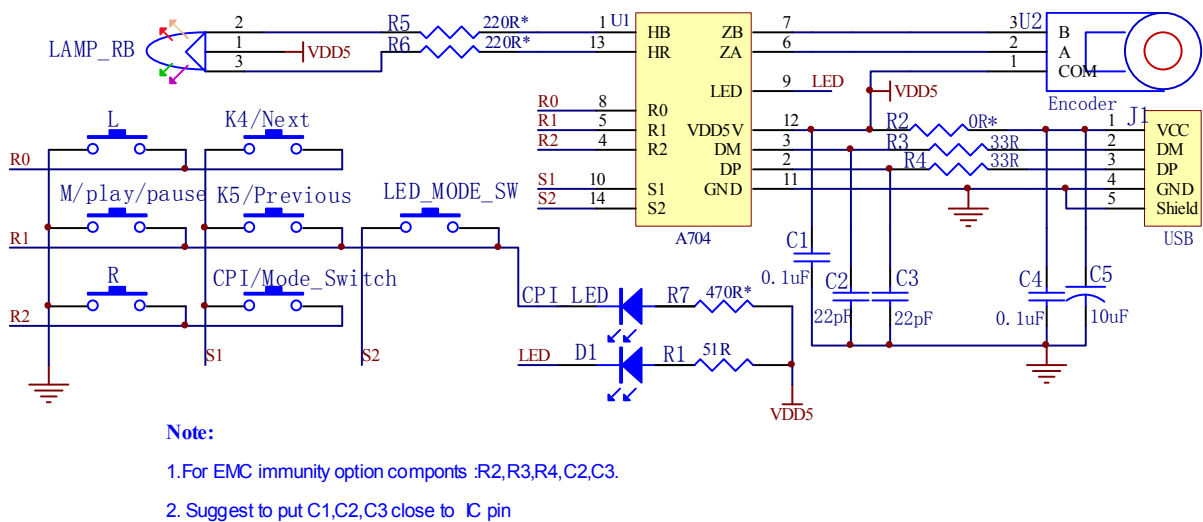 2 R5 220R* 1 U1 7 3 U2
HB ZB B
LAMP_RB 1 VDD5 R6 220R* 13 HR ZA 6 2 A
3 1 COM
LED 9 LED VDD5
Encoder
R0 8 R0
L K4/Next R1 5 R1 VDD5V 12 R2 0R* 1 VCC J1
R2 4 R2 DM 3 R3 33R 2 DM
R0 DP 2 R4 33R 3 DP
M/play/pause K5/Previous LED_MODE_SW S1 10 S1 GND 11 4 GND
S2 14 S2 5 Shield
R1 A704 USB
C1
R CPI/Mode_Switch 0.1uF C2 C3 C4 C5
CPI LED R7 470R*
R2 22pF 22pF 0.1uF 10uF
S1 S2 LED D1 R1 51R
VDD5
Note:
1.For EMC immunity option componts :R2,R3,R4,C2,C3.
2. Suggest to put C1,C2,C3 close to IC pin